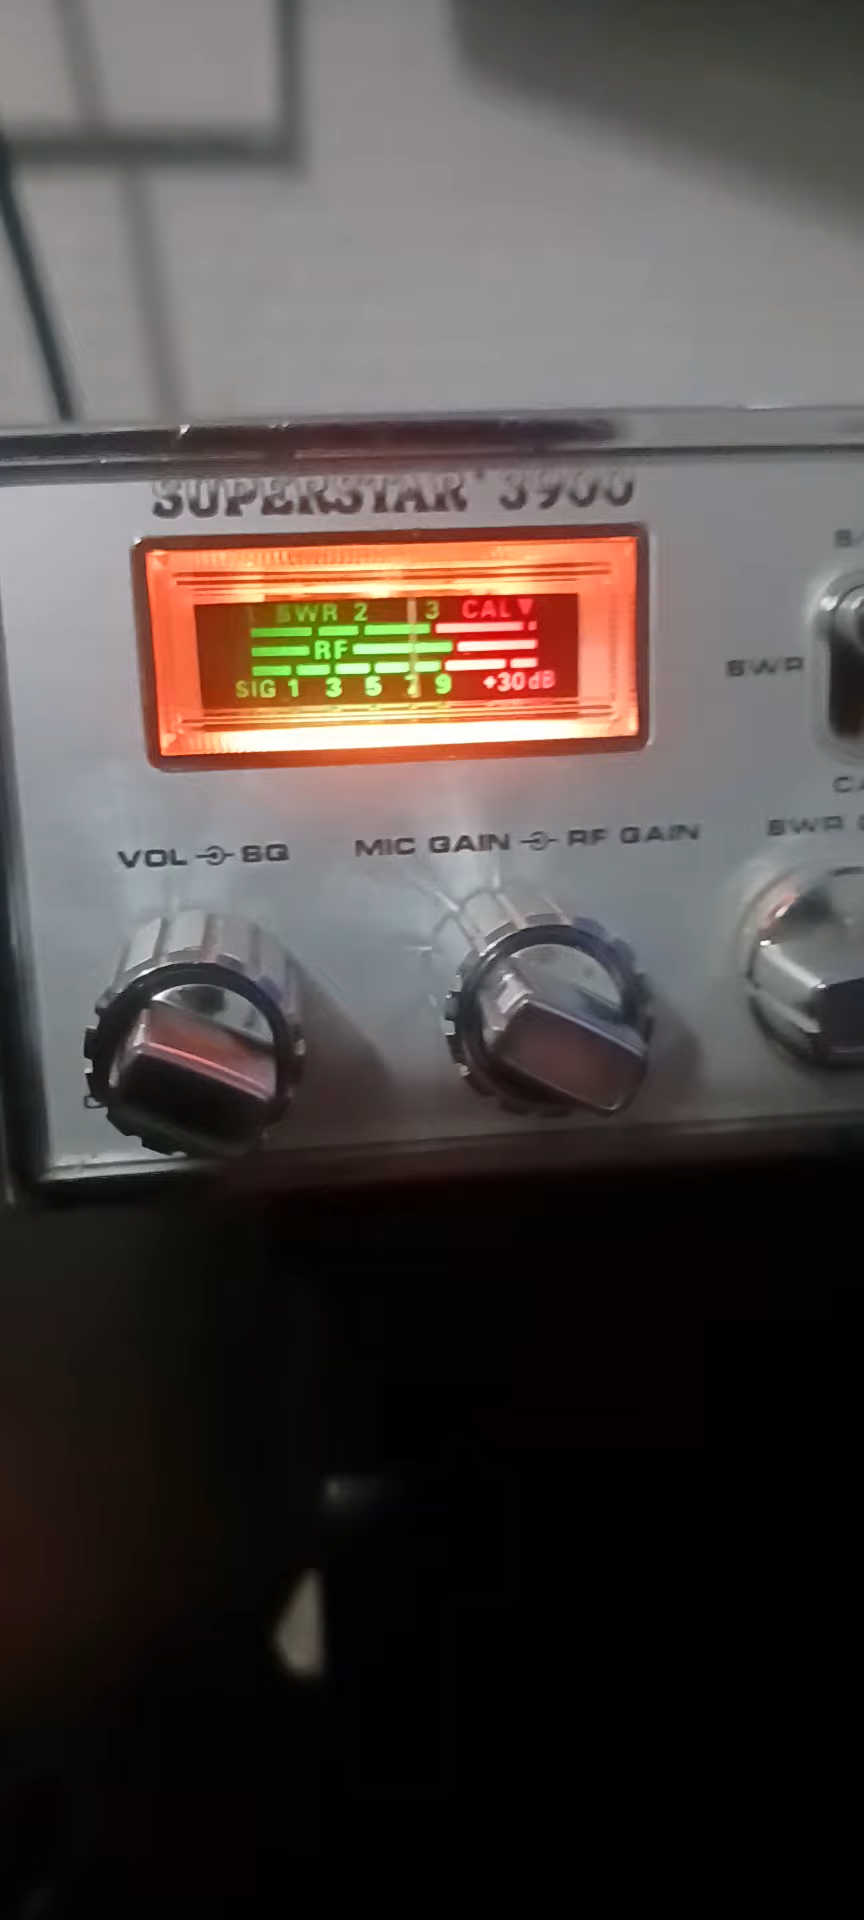 SUPERSTAR 3900
SWR 2 3 CAL
RF
SIG 1 3 5 7 9 +30dB
SWR
VOL SQ
MIC GAIN RF GAIN
SWR